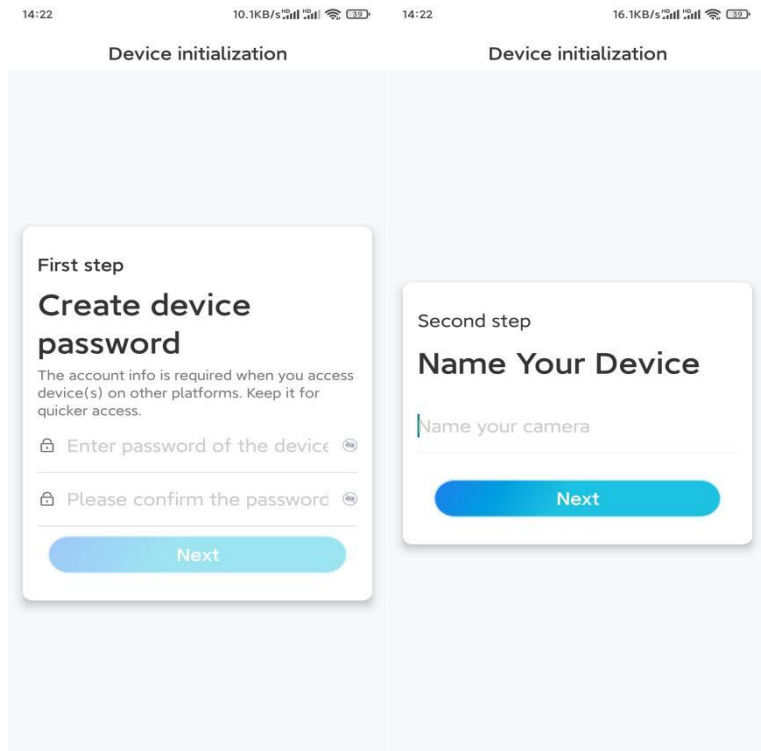 14:22
10.1KB/s
39
Device initialization
First step
Create device
password
The account info is required when you access
device(s) on other platforms. Keep it for
quicker access.
Enter password of the device
Please confirm the password
Next
14:22
16.1KB/s
39
Device initialization
Second step
Name Your Device
Name your camera
Next